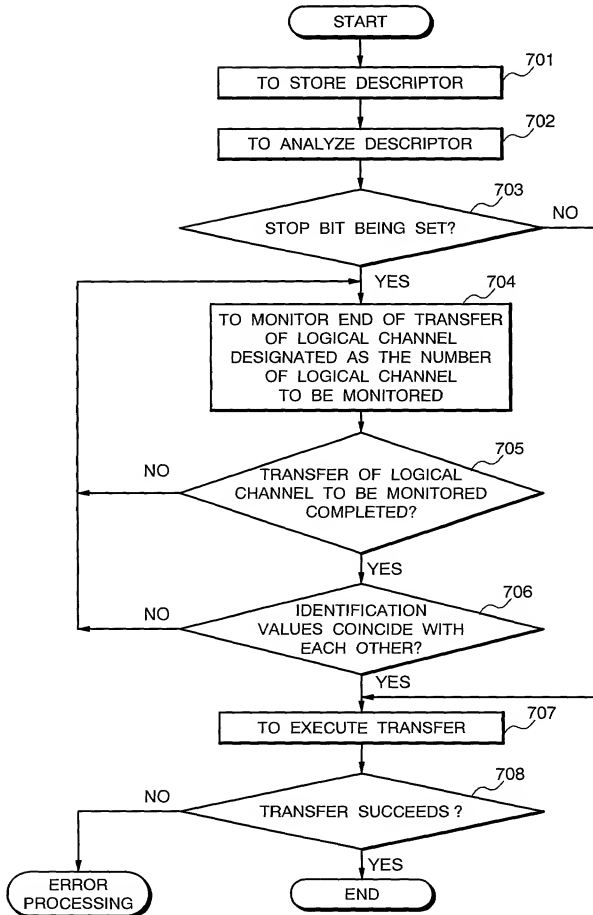 START
701
TO STORE DESCRIPTOR
702
TO ANALYZE DESCRIPTOR
703
STOP BIT BEING SET?
NO
YES
704
TO MONITOR END OF TRANSFER
OF LOGICAL CHANNEL
DESIGNATED AS THE NUMBER
OF LOGICAL CHANNEL
TO BE MONITORED
705
NO
TRANSFER OF LOGICAL
CHANNEL TO BE MONITORED
COMPLETED?
YES
706
NO
IDENTIFICATION
VALUES COINCIDE WITH
EACH OTHER?
YES
707
TO EXECUTE TRANSFER
708
NO
TRANSFER SUCCEEDS?
YES
ERROR
PROCESSING
END